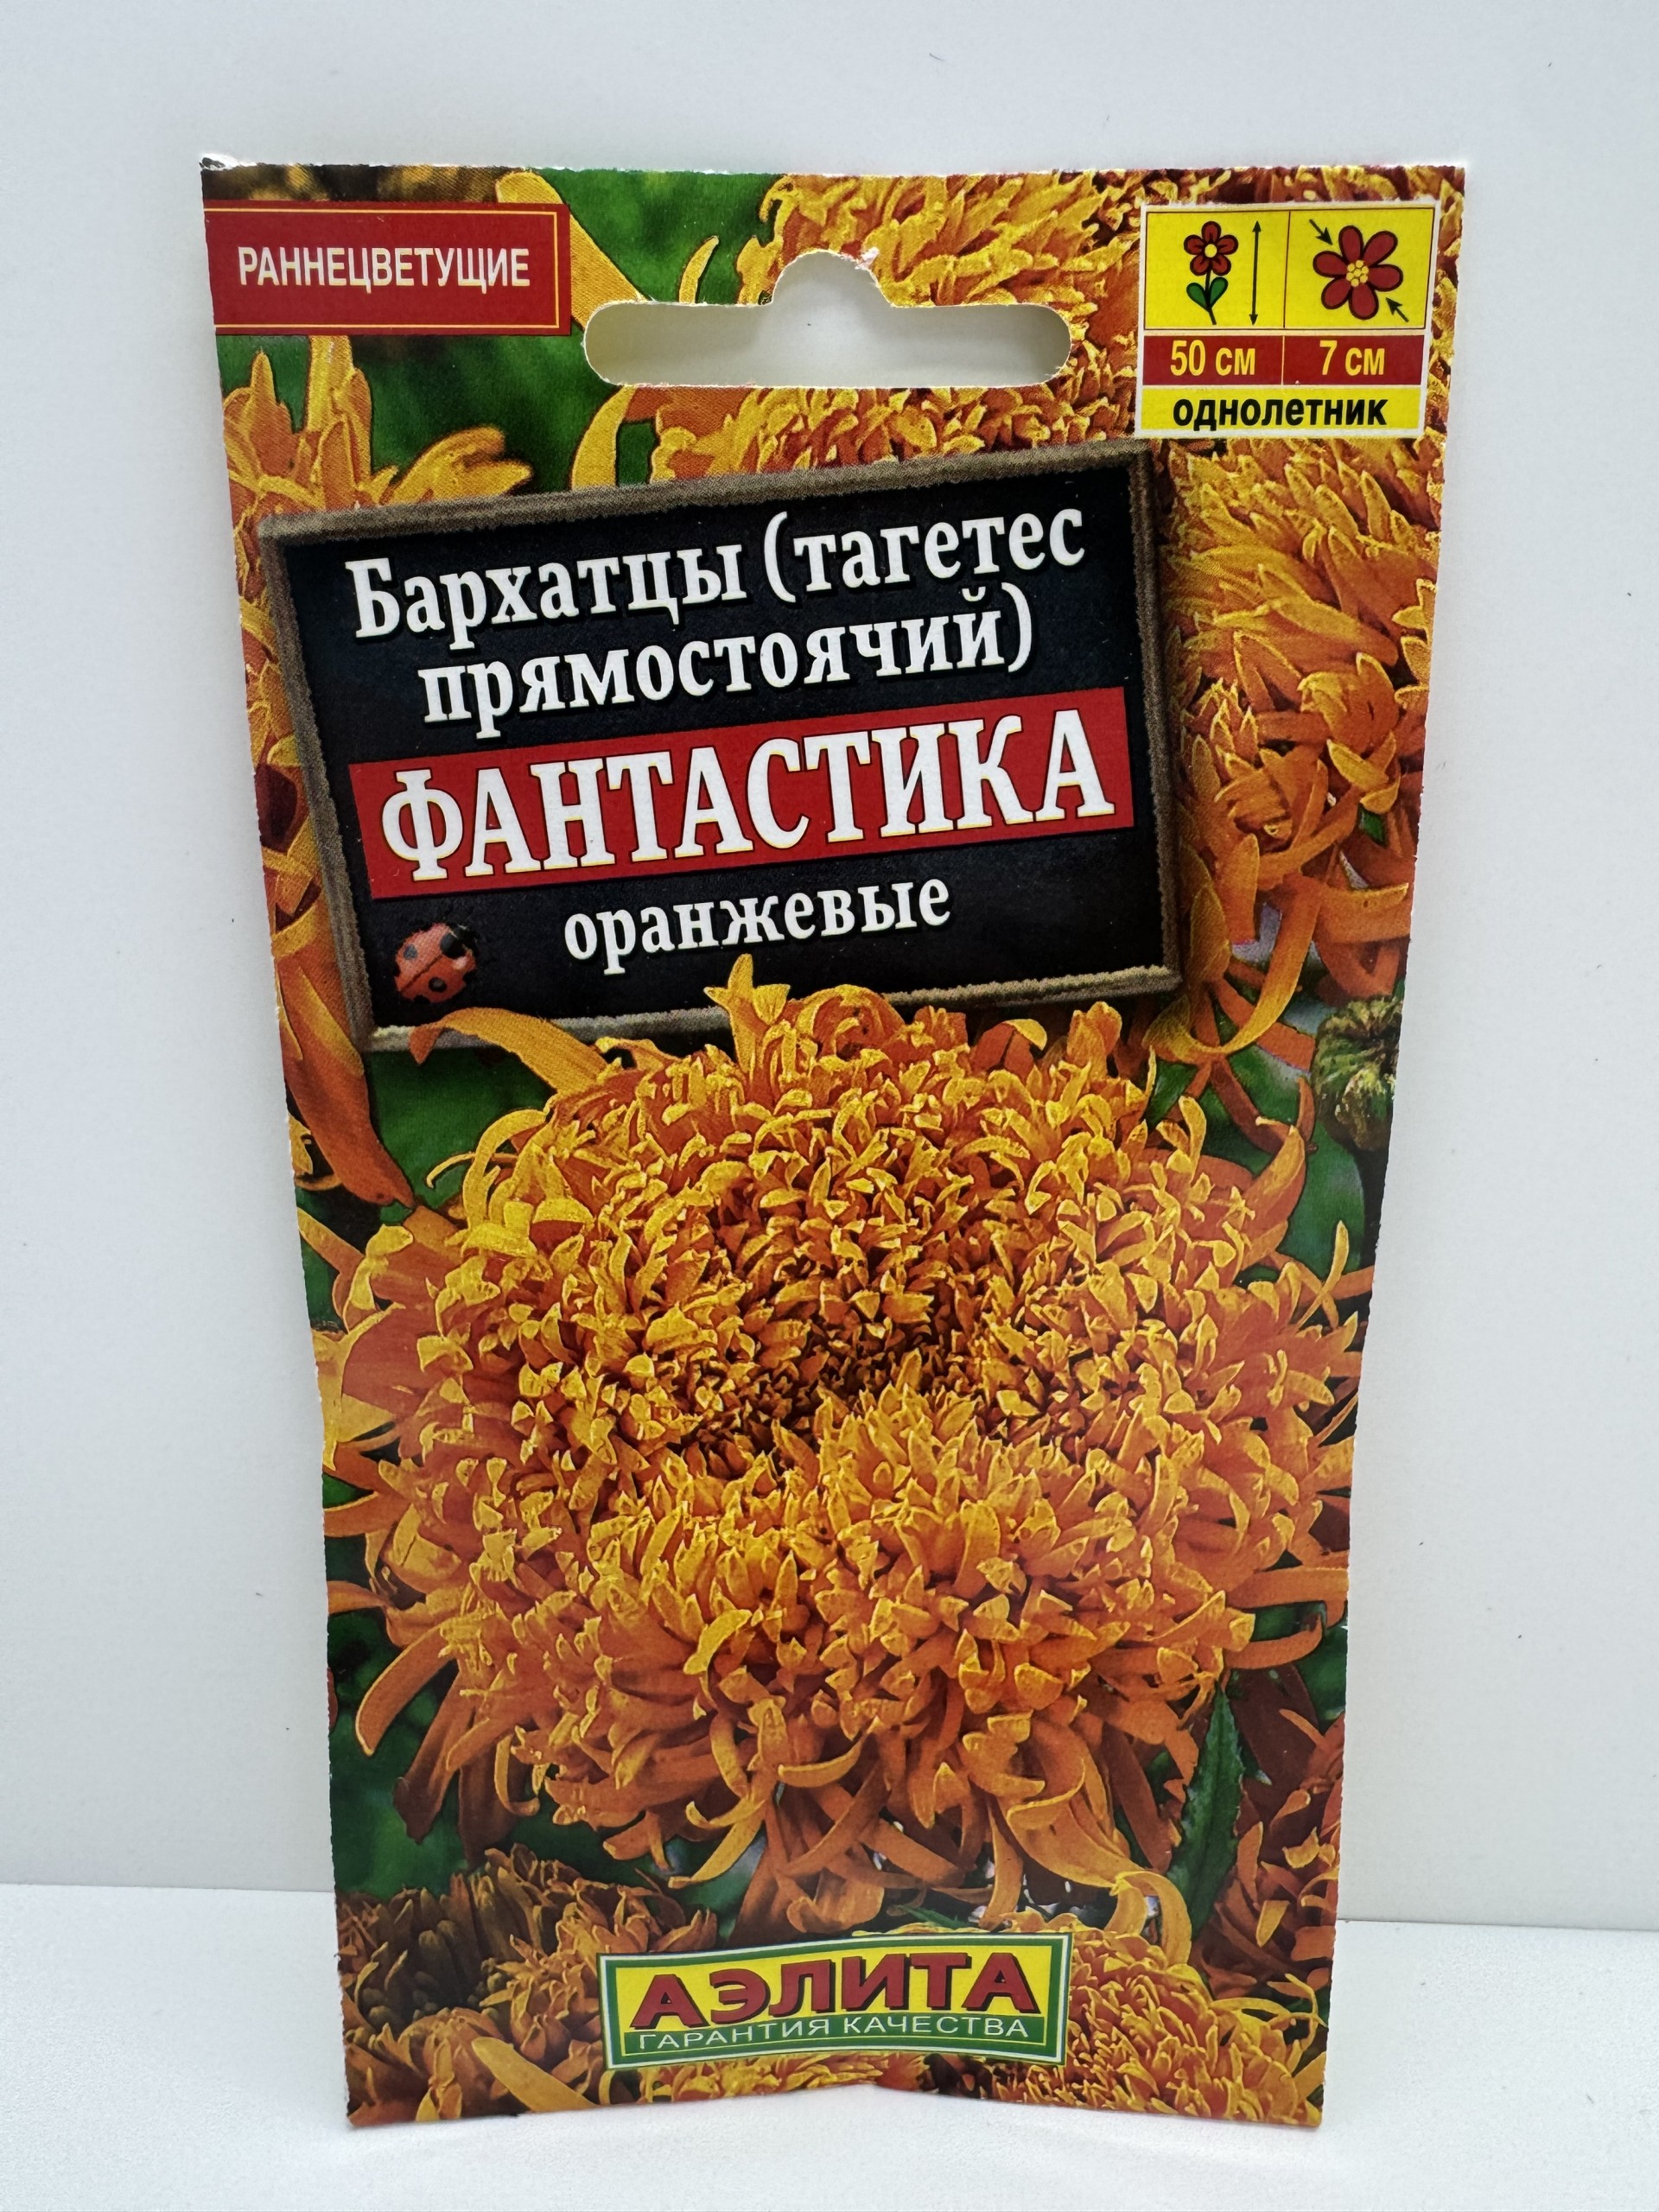 РАННЕЦВЕТУЩИЕ
50 см 7 см
однолетник
Бархатцы (тагетес
прямостоячий)
ФАНТАСТИКА
оранжевые
АЭЛИТА
ГАРАНТИЯ КАЧЕСТВА